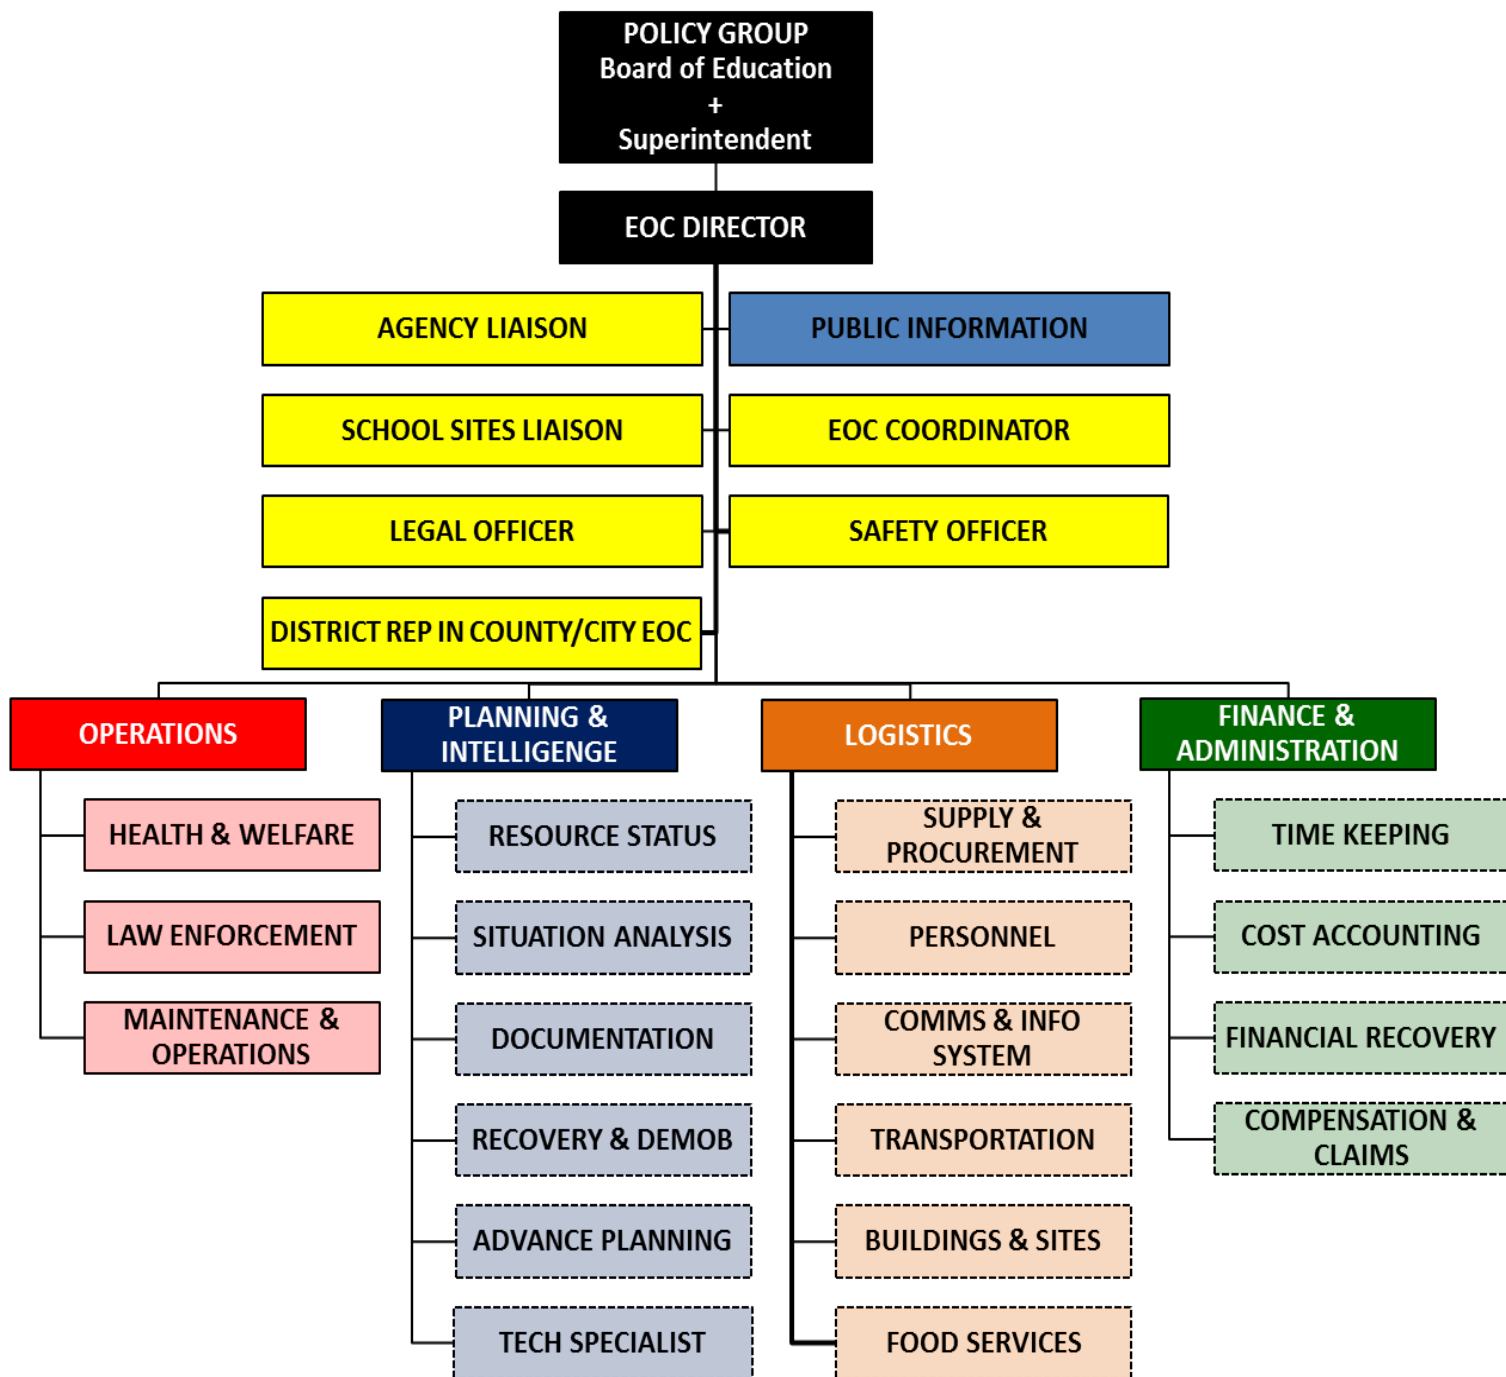 POLICY GROUP
Board of Education
+
Superintendent
EOC DIRECTOR
AGENCY LIAISON
PUBLIC INFORMATION
SCHOOL SITES LIAISON
EOC COORDINATOR
LEGAL OFFICER
SAFETY OFFICER
DISTRICT REP IN COUNTY/CITY EOC
OPERATIONS
HEALTH & WELFARE
LAW ENFORCEMENT
MAINTENANCE &
OPERATIONS
PLANNING &
INTELLIGENGE
RESOURCE STATUS
SITUATION ANALYSIS
DOCUMENTATION
RECOVERY & DEMOB
ADVANCE PLANNING
TECH SPECIALIST
LOGISTICS
SUPPLY &
PROCUREMENT
PERSONNEL
COMMS & INFO
SYSTEM
TRANSPORTATION
BUILDINGS & SITES
FOOD SERVICES
FINANCE &
ADMINISTRATION
TIME KEEPING
COST ACCOUNTING
FINANCIAL RECOVERY
COMPENSATION &
CLAIMS